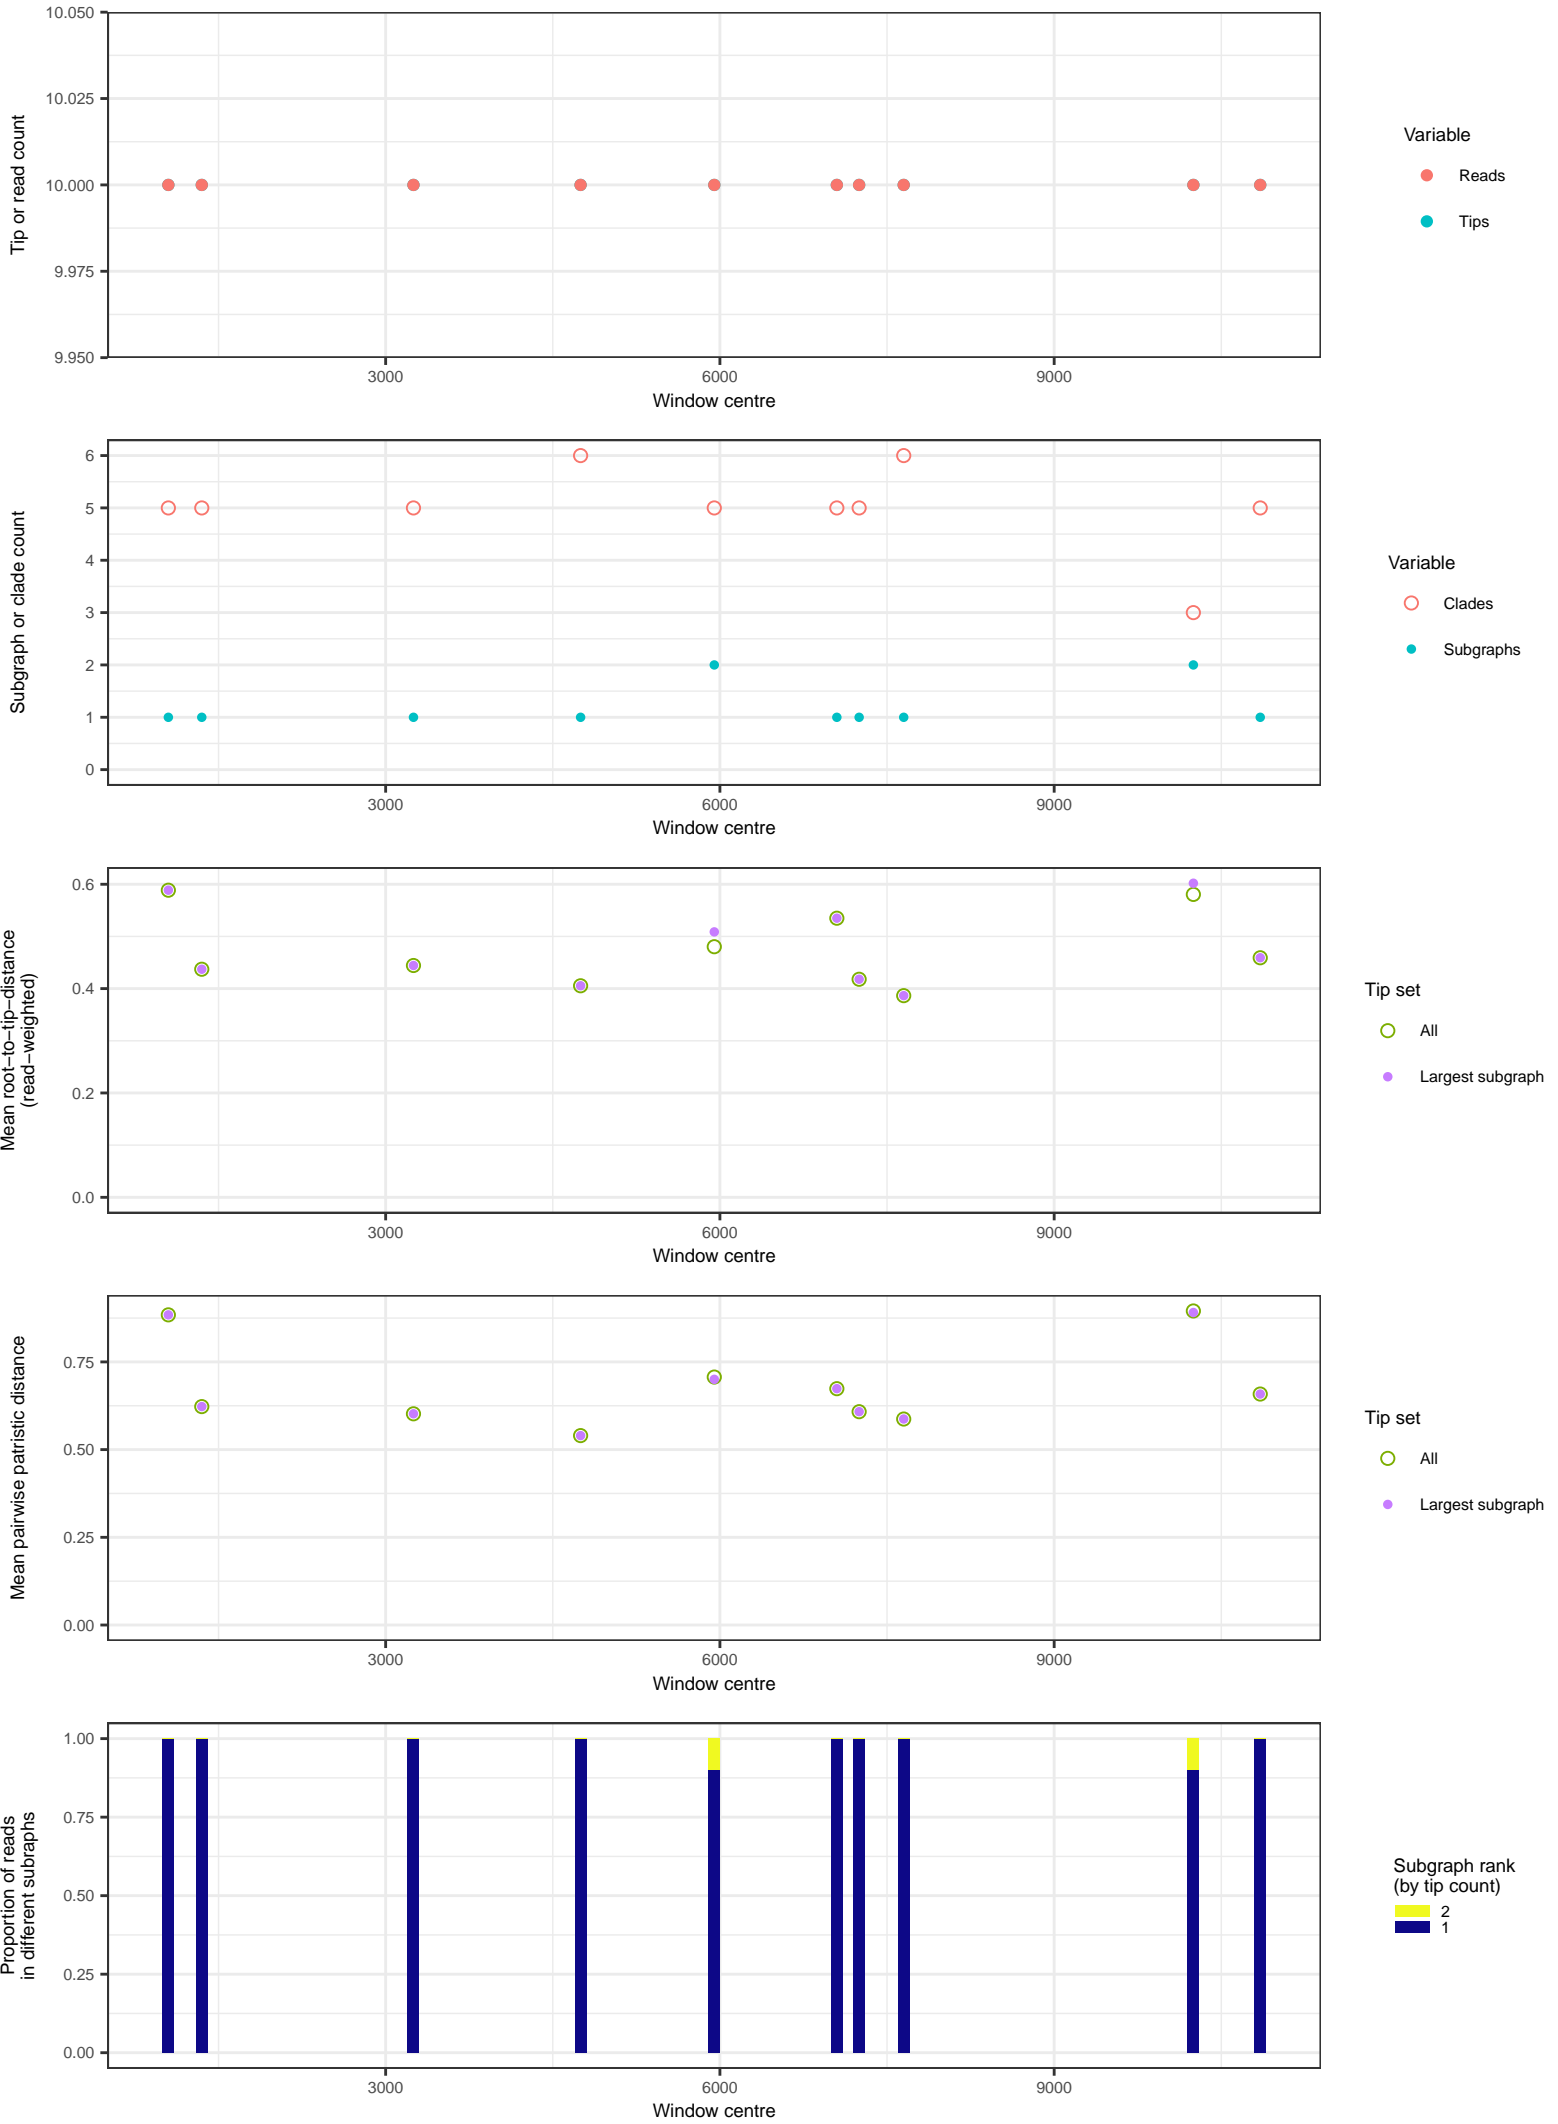 10.050
10.025
10.000
9.975
9.950
Tip or read count
3000
6000
9000
Window centre
Variable
Reads
Tips
6
5
4
3
2
1
0
Subgraph or clade count
3000
6000
9000
Window centre
Variable
Clades
Subgraphs
0.6
0.4
0.2
0.0
Mean root−to−tip−distance
(read−weighted)
3000
6000
9000
Window centre
Tip set
All
Largest subgraph
0.75
0.50
0.25
0.00
Mean pairwise patristic distance
3000
6000
9000
Window centre
Tip set
All
Largest subgraph
1.00
0.75
0.50
0.25
0.00
Proportion of reads
in different subraphs
3000
6000
9000
Window centre
Subgraph rank
(by tip count)
2
1